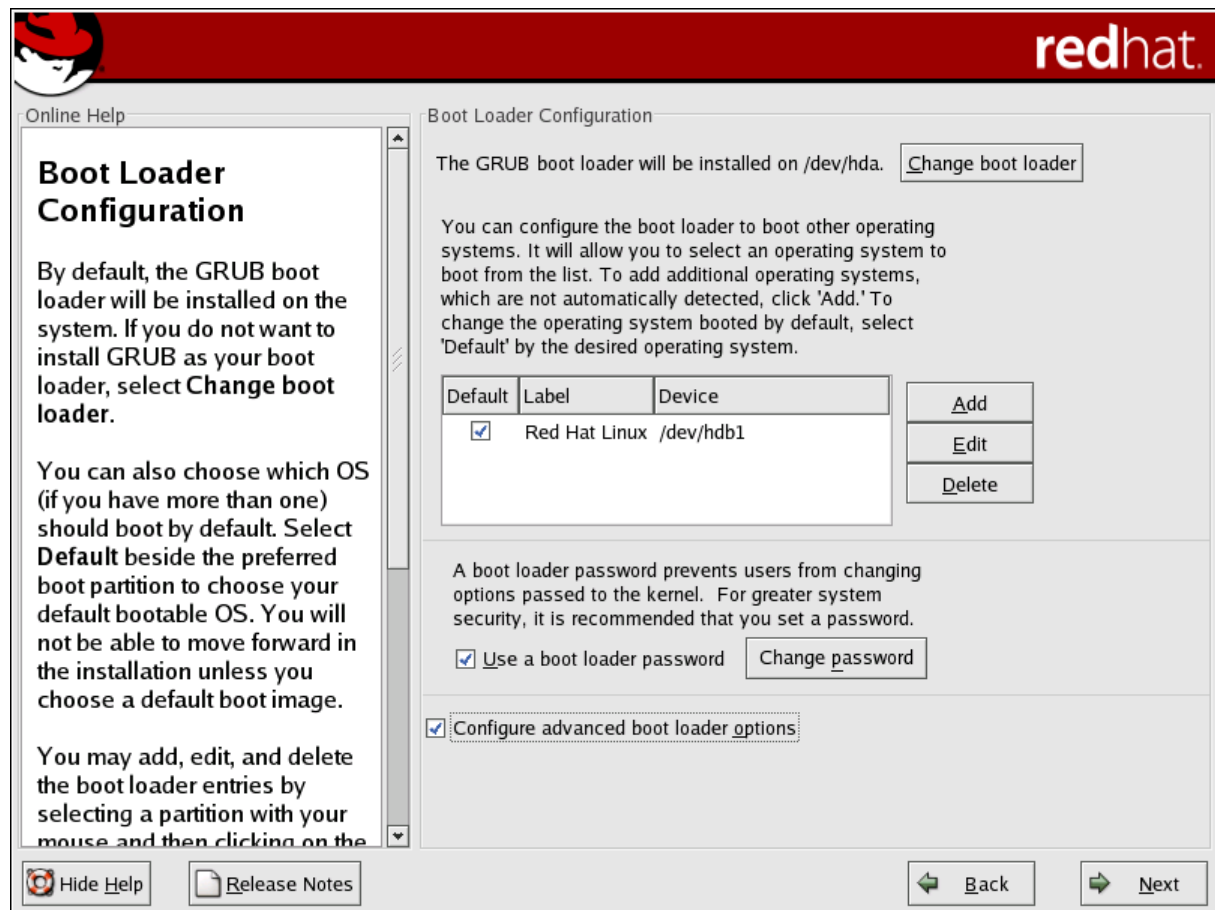 redhat.
Online Help
Boot Loader
Configuration
By default, the GRUB boot
loader will be installed on the
system. If you do not want to
install GRUB as your boot
loader, select Change boot
loader.
You can also choose which OS
(if you have more than one)
should boot by default. Select
Default beside the preferred
boot partition to choose your
default bootable OS. You will
not be able to move forward in
the installation unless you
choose a default boot image.
You may add, edit, and delete
the boot loader entries by
selecting a partition with your
mouse and then clicking on the
Boot Loader Configuration
The GRUB boot loader will be installed on /dev/hda. Change boot loader
You can configure the boot loader to boot other operating
systems. It will allow you to select an operating system to
boot from the list. To add additional operating systems,
which are not automatically detected, click 'Add.' To
change the operating system booted by default, select
'Default' by the desired operating system.
Default Label Device
Red Hat Linux /dev/hdb1
Add
Edit
Delete
A boot loader password prevents users from changing
options passed to the kernel. For greater system
security, it is recommended that you set a password.
Use a boot loader password Change password
Configure advanced boot loader options
Hide Help Release Notes Back Next